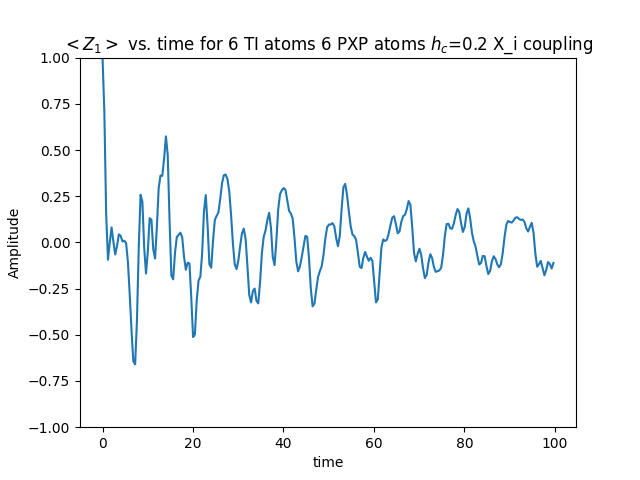 < Z₁ > vs. time for 6 TI atoms 6 PXP atoms h_c=0.2 X_i coupling
1.00
0.75
0.50
0.25
0.00
−0.25
−0.50
−0.75
−1.00
Amplitude
0 20 40 60 80 100
time